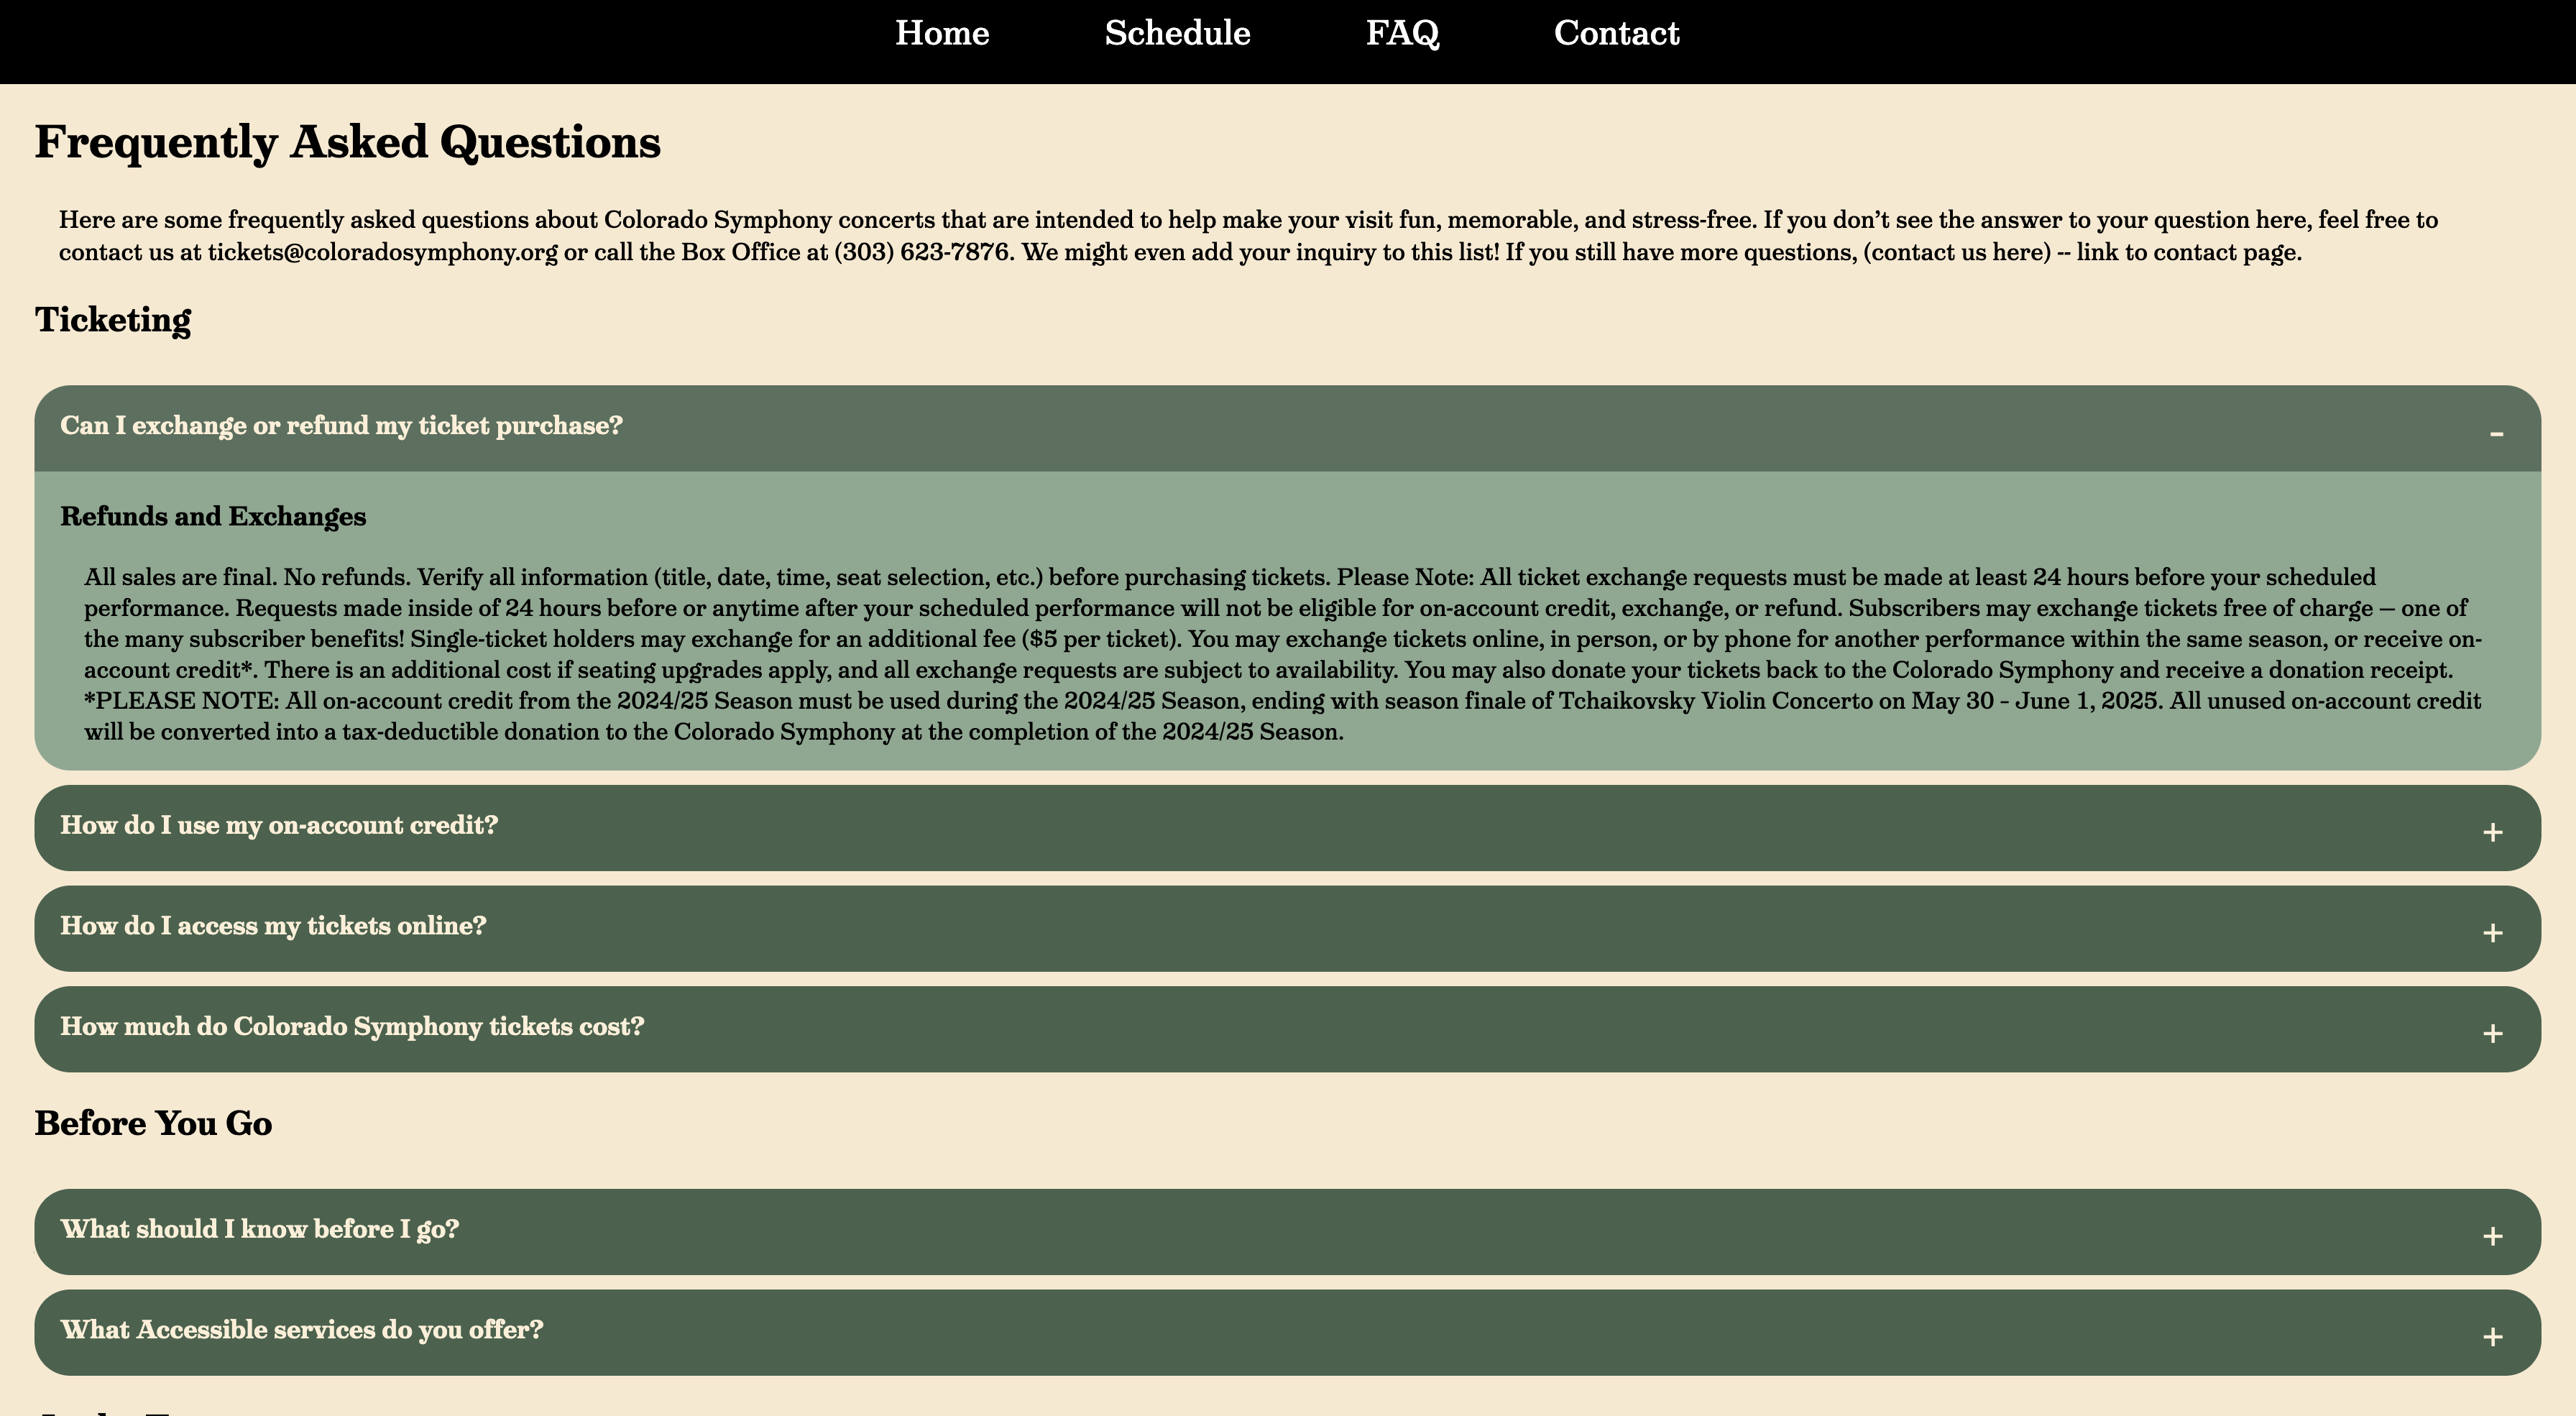 Home Schedule FAQ Contact
Frequently Asked Questions
Here are some frequently asked questions about Colorado Symphony concerts that are intended to help make your visit fun, memorable, and stress-free. If you don’t see the answer to your question here, feel free to
contact us at tickets@coloradosymphony.org or call the Box Office at (303) 623-7876. We might even add your inquiry to this list! If you still have more questions, (contact us here) -- link to contact page.
Ticketing
Can I exchange or refund my ticket purchase? -
Refunds and Exchanges
All sales are final. No refunds. Verify all information (title, date, time, seat selection, etc.) before purchasing tickets. Please Note: All ticket exchange requests must be made at least 24 hours before your scheduled
performance. Requests made inside of 24 hours before or anytime after your scheduled performance will not be eligible for on-account credit, exchange, or refund. Subscribers may exchange tickets free of charge — one of
the many subscriber benefits! Single-ticket holders may exchange for an additional fee ($5 per ticket). You may exchange tickets online, in person, or by phone for another performance within the same season, or receive on-
account credit*. There is an additional cost if seating upgrades apply, and all exchange requests are subject to availability. You may also donate your tickets back to the Colorado Symphony and receive a donation receipt.
*PLEASE NOTE: All on-account credit from the 2024/25 Season must be used during the 2024/25 Season, ending with season finale of Tchaikovsky Violin Concerto on May 30 - June 1, 2025. All unused on-account credit
will be converted into a tax-deductible donation to the Colorado Symphony at the completion of the 2024/25 Season.
How do I use my on-account credit? +
How do I access my tickets online? +
How much do Colorado Symphony tickets cost? +
Before You Go
What should I know before I go? +
What Accessible services do you offer? +